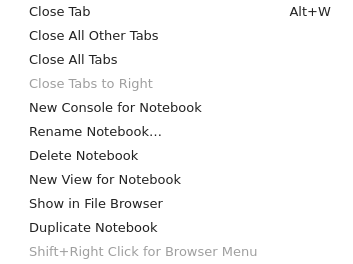 Close Tab Alt+W
Close All Other Tabs
Close All Tabs
Close Tabs to Right
New Console for Notebook
Rename Notebook…
Delete Notebook
New View for Notebook
Show in File Browser
Duplicate Notebook
Shift+Right Click for Browser Menu